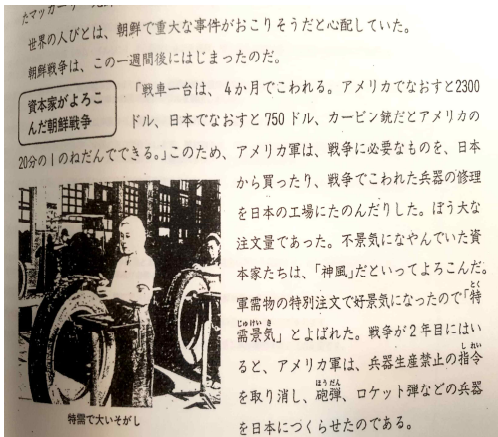 たマッカーサー
世界の人びとは、朝鮮で重大な事件がおこりそうだと心配していた。
朝鮮戦争は、この一週間後にはじまったのだ。
資本家がよろこ
んだ朝鮮戦争
「戦車一台は、4か月でこわれる。アメリカでなおすと2300
ドル、日本でなおすと750ドル、カービン銃だとアメリカの
20分の1のねだんでできる。」このため、アメリカ軍は、戦争に必要なものを、日本
から買ったり、戦争でこわれた兵器の修理
を日本の工場にたのんだりした。ぼう大な
注文量であった。不景気になやんでいた資
本家たちは、「神風」だといってよろこんだ。
軍需物の特別注文で好景気になったので「特
需景気」とよばれた。戦争が2年目にはい
ると、アメリカ軍は、兵器生産禁止の指令
を取り消し、砲弾、ロケット弾などの兵器
を日本につくらせたのである。
特需で大いそがし